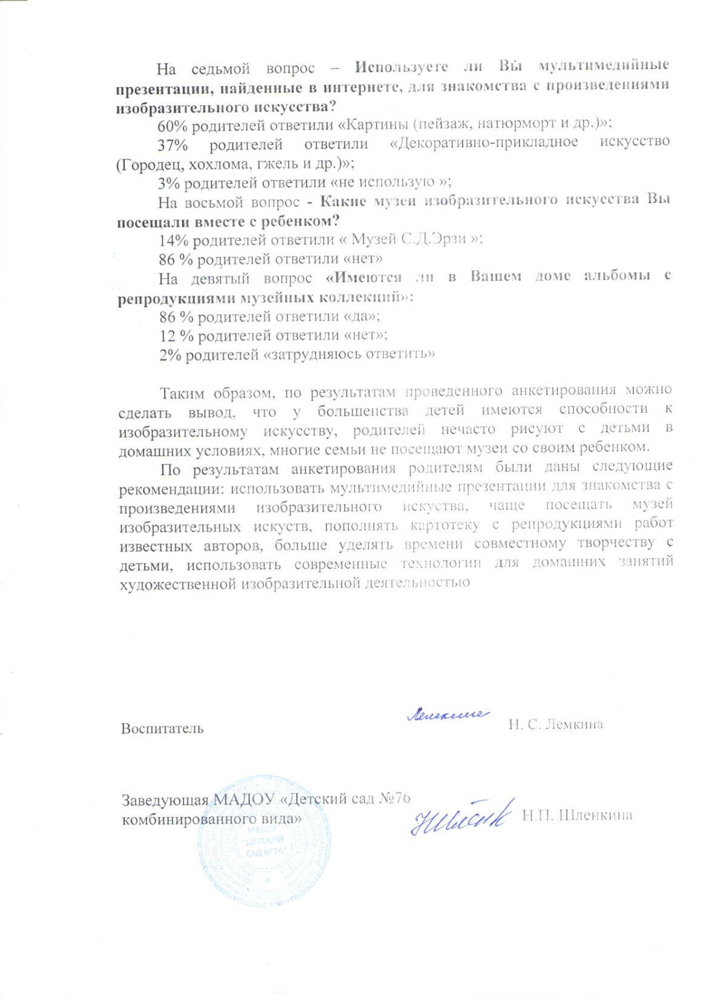 На седьмой вопрос – Используете ли Вы мультимедийные
презентации, найденные в интернете, для знакомства с произведениями
изобразительного искусства?
60% родителей ответили «Картины (пейзаж, натюрморт и др.)»;
37% родителей ответили «Декоративно-прикладное искусство
(Городец, хохлома, гжель и др.)»;
3% родителей ответили «не использую »;
На восьмой вопрос - Какие музеи изобразительного искусства Вы
посещали вместе с ребенком?
14% родителей ответили « Музей С.Д.Эрзи »;
86 % родителей ответили «нет»
На девятый вопрос «Имеются ли в Вашем доме альбомы с
репродукциями музейных коллекций»:
86 % родителей ответили «да»;
12 % родителей ответили «нет»;
2% родителей «затрудняюсь ответить»
Таким образом, по результатам проведенного анкетирования можно
сделать вывод, что у большенства детей имеются способности к
изобразительному искусству, родителей нечасто рисуют с детьми в
домашних условиях, многие семьи не посещают музеи со своим ребенком.
По результатам анкетирования родителям были даны следующие
рекомендации: использовать мультимедийные презентации для знакомства с
произведениями изобразительного искуства, чаще посещать музей
изобразительных искуств, пополнять картотеку с репродукциями работ
известных авторов, больше уделять времени совместному творчеству с
детьми, использовать современные технологии для домашних занятий
художественной изобразительной деятельностью
Воспитатель Лемкина Н. С. Лемкина
Заведующая МАДОУ «Детский сад №76
комбинированного вида» Н.П. Шленкина
МАДОУ
"ДЕТСКИЙ
САД №76"